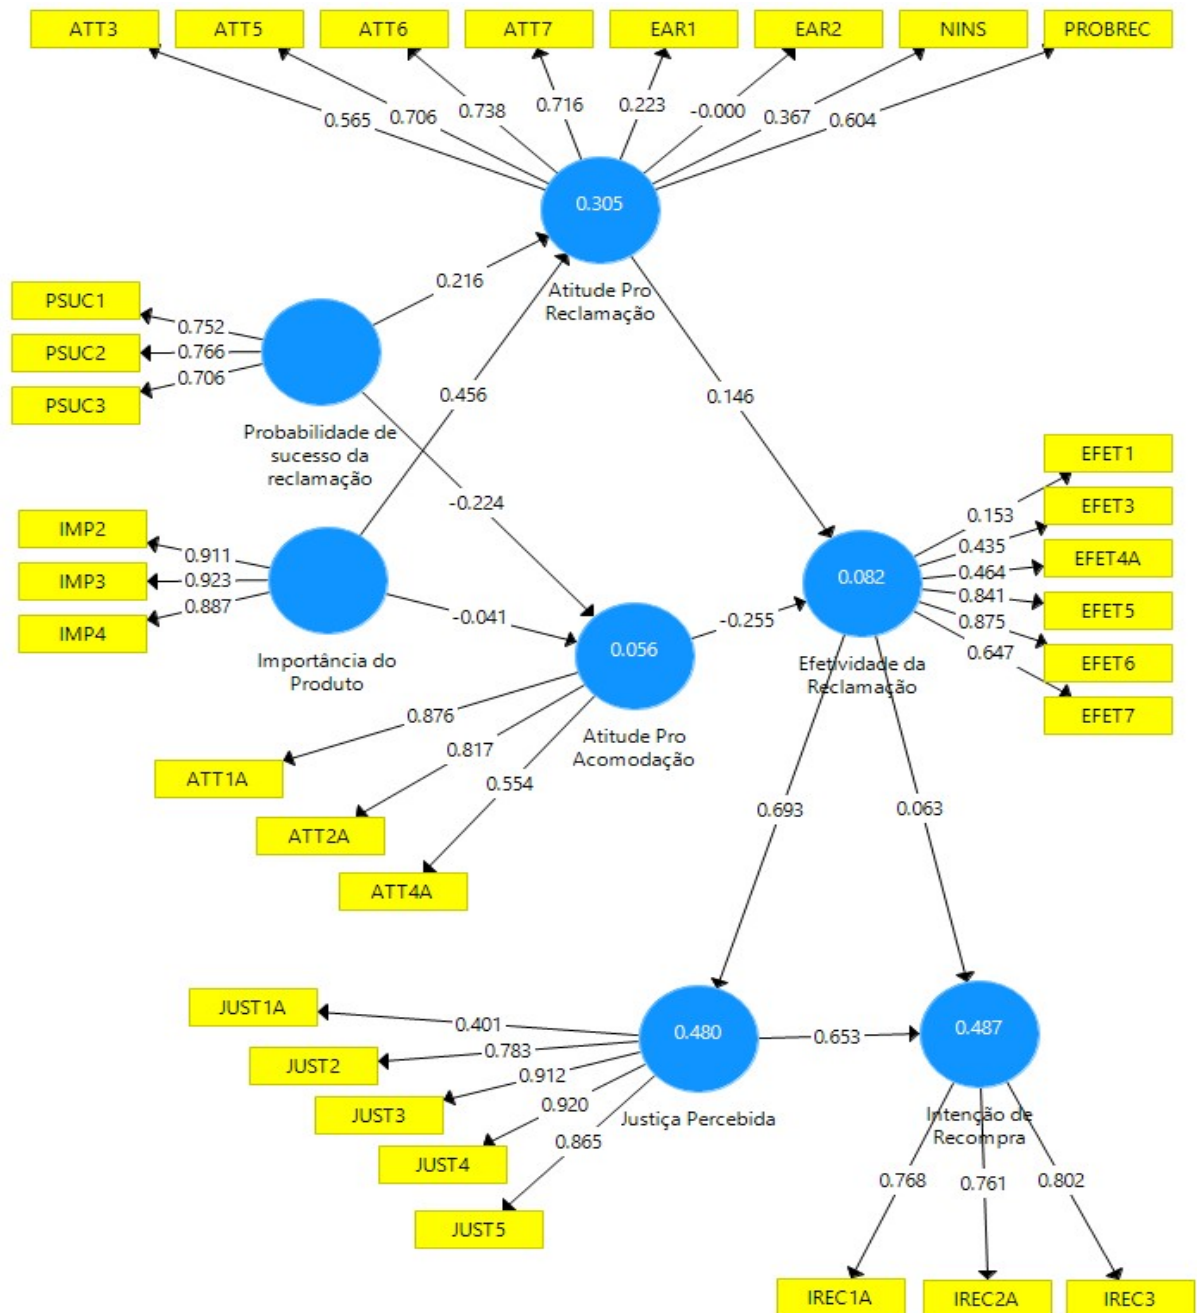 ATT3 ATT5 ATT6 ATT7 EAR1 EAR2 NINS PROBREC
0.565 0.706 0.738 0.716 0.223 -0.000 0.367 0.604
0.305
Atitude Pro
Reclamação
0.216
0.456
0.146
PSUC1
0.752
PSUC2
0.766
PSUC3
0.706
Probabilidade de
sucesso da
reclamação
-0.224
IMP2
0.911
IMP3
0.923
IMP4
0.887
Importância do
Produto
-0.041
0.056
Atitude Pro
Acomodação
-0.255
0.876
0.817
0.554
ATT1A
ATT2A
ATT4A
0.082
Efetividade da
Reclamação
EFET1
0.153
EFET3
0.435
EFET4A
0.464
EFET5
0.841
EFET6
0.875
EFET7
0.647
0.693
0.063
JUST1A
0.401
JUST2
0.783
JUST3
0.912
JUST4
0.920
JUST5
0.865
0.480
Justiça Percebida
0.653
0.487
Intenção de
Recompra
0.768 0.761 0.802
IREC1A IREC2A IREC3